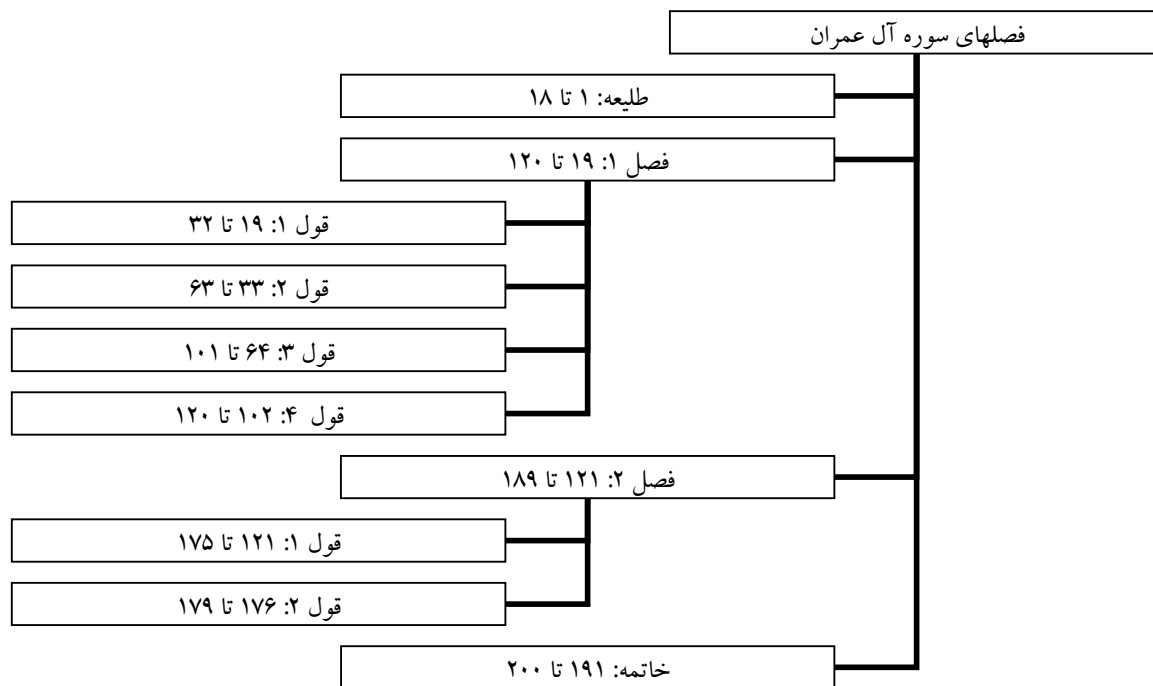 فصلهای سوره آل عمران
طلیعه: ۱ تا ۱۸
فصل ۱: ۱۹ تا ۱۲۰
قول ۱: ۱۹ تا ۳۲
قول ۲: ۳۳ تا ۶۳
قول ۳: ۶۴ تا ۱۰۱
قول ۴: ۱۰۲ تا ۱۲۰
فصل ۲: ۱۲۱ تا ۱۸۹
قول ۱: ۱۲۱ تا ۱۷۵
قول ۲: ۱۷۶ تا ۱۷۹
خاتمه: ۱۹۱ تا ۲۰۰